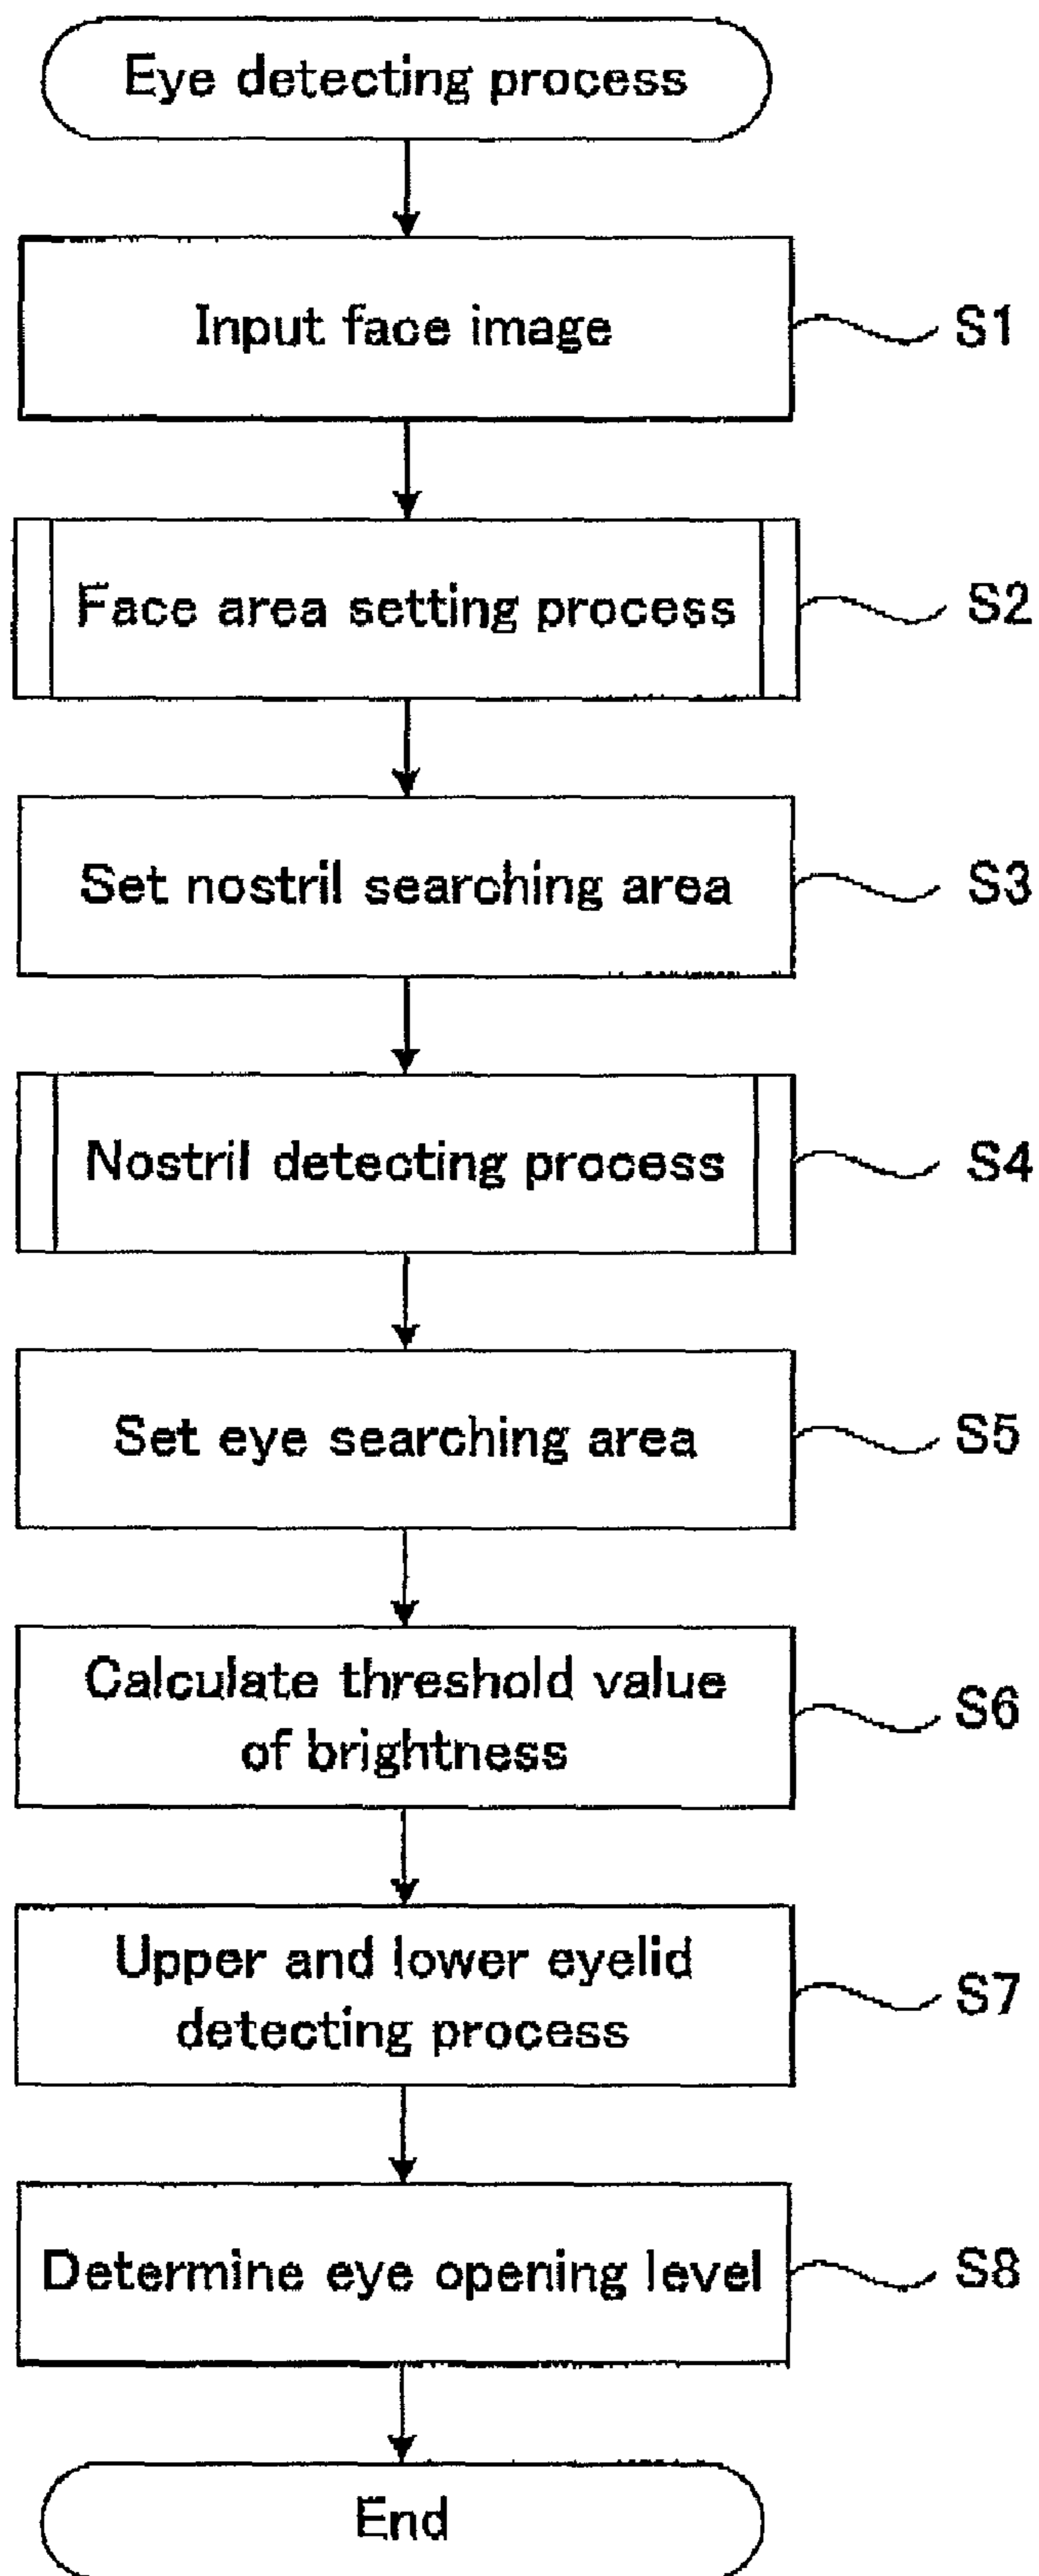 Eye detecting process
Input face image
S1
Face area setting process
S2
Set nostril searching area
S3
Nostril detecting process
S4
Set eye searching area
S5
Calculate threshold value
of brightness
S6
Upper and lower eyelid
detecting process
S7
Determine eye opening level
S8
End